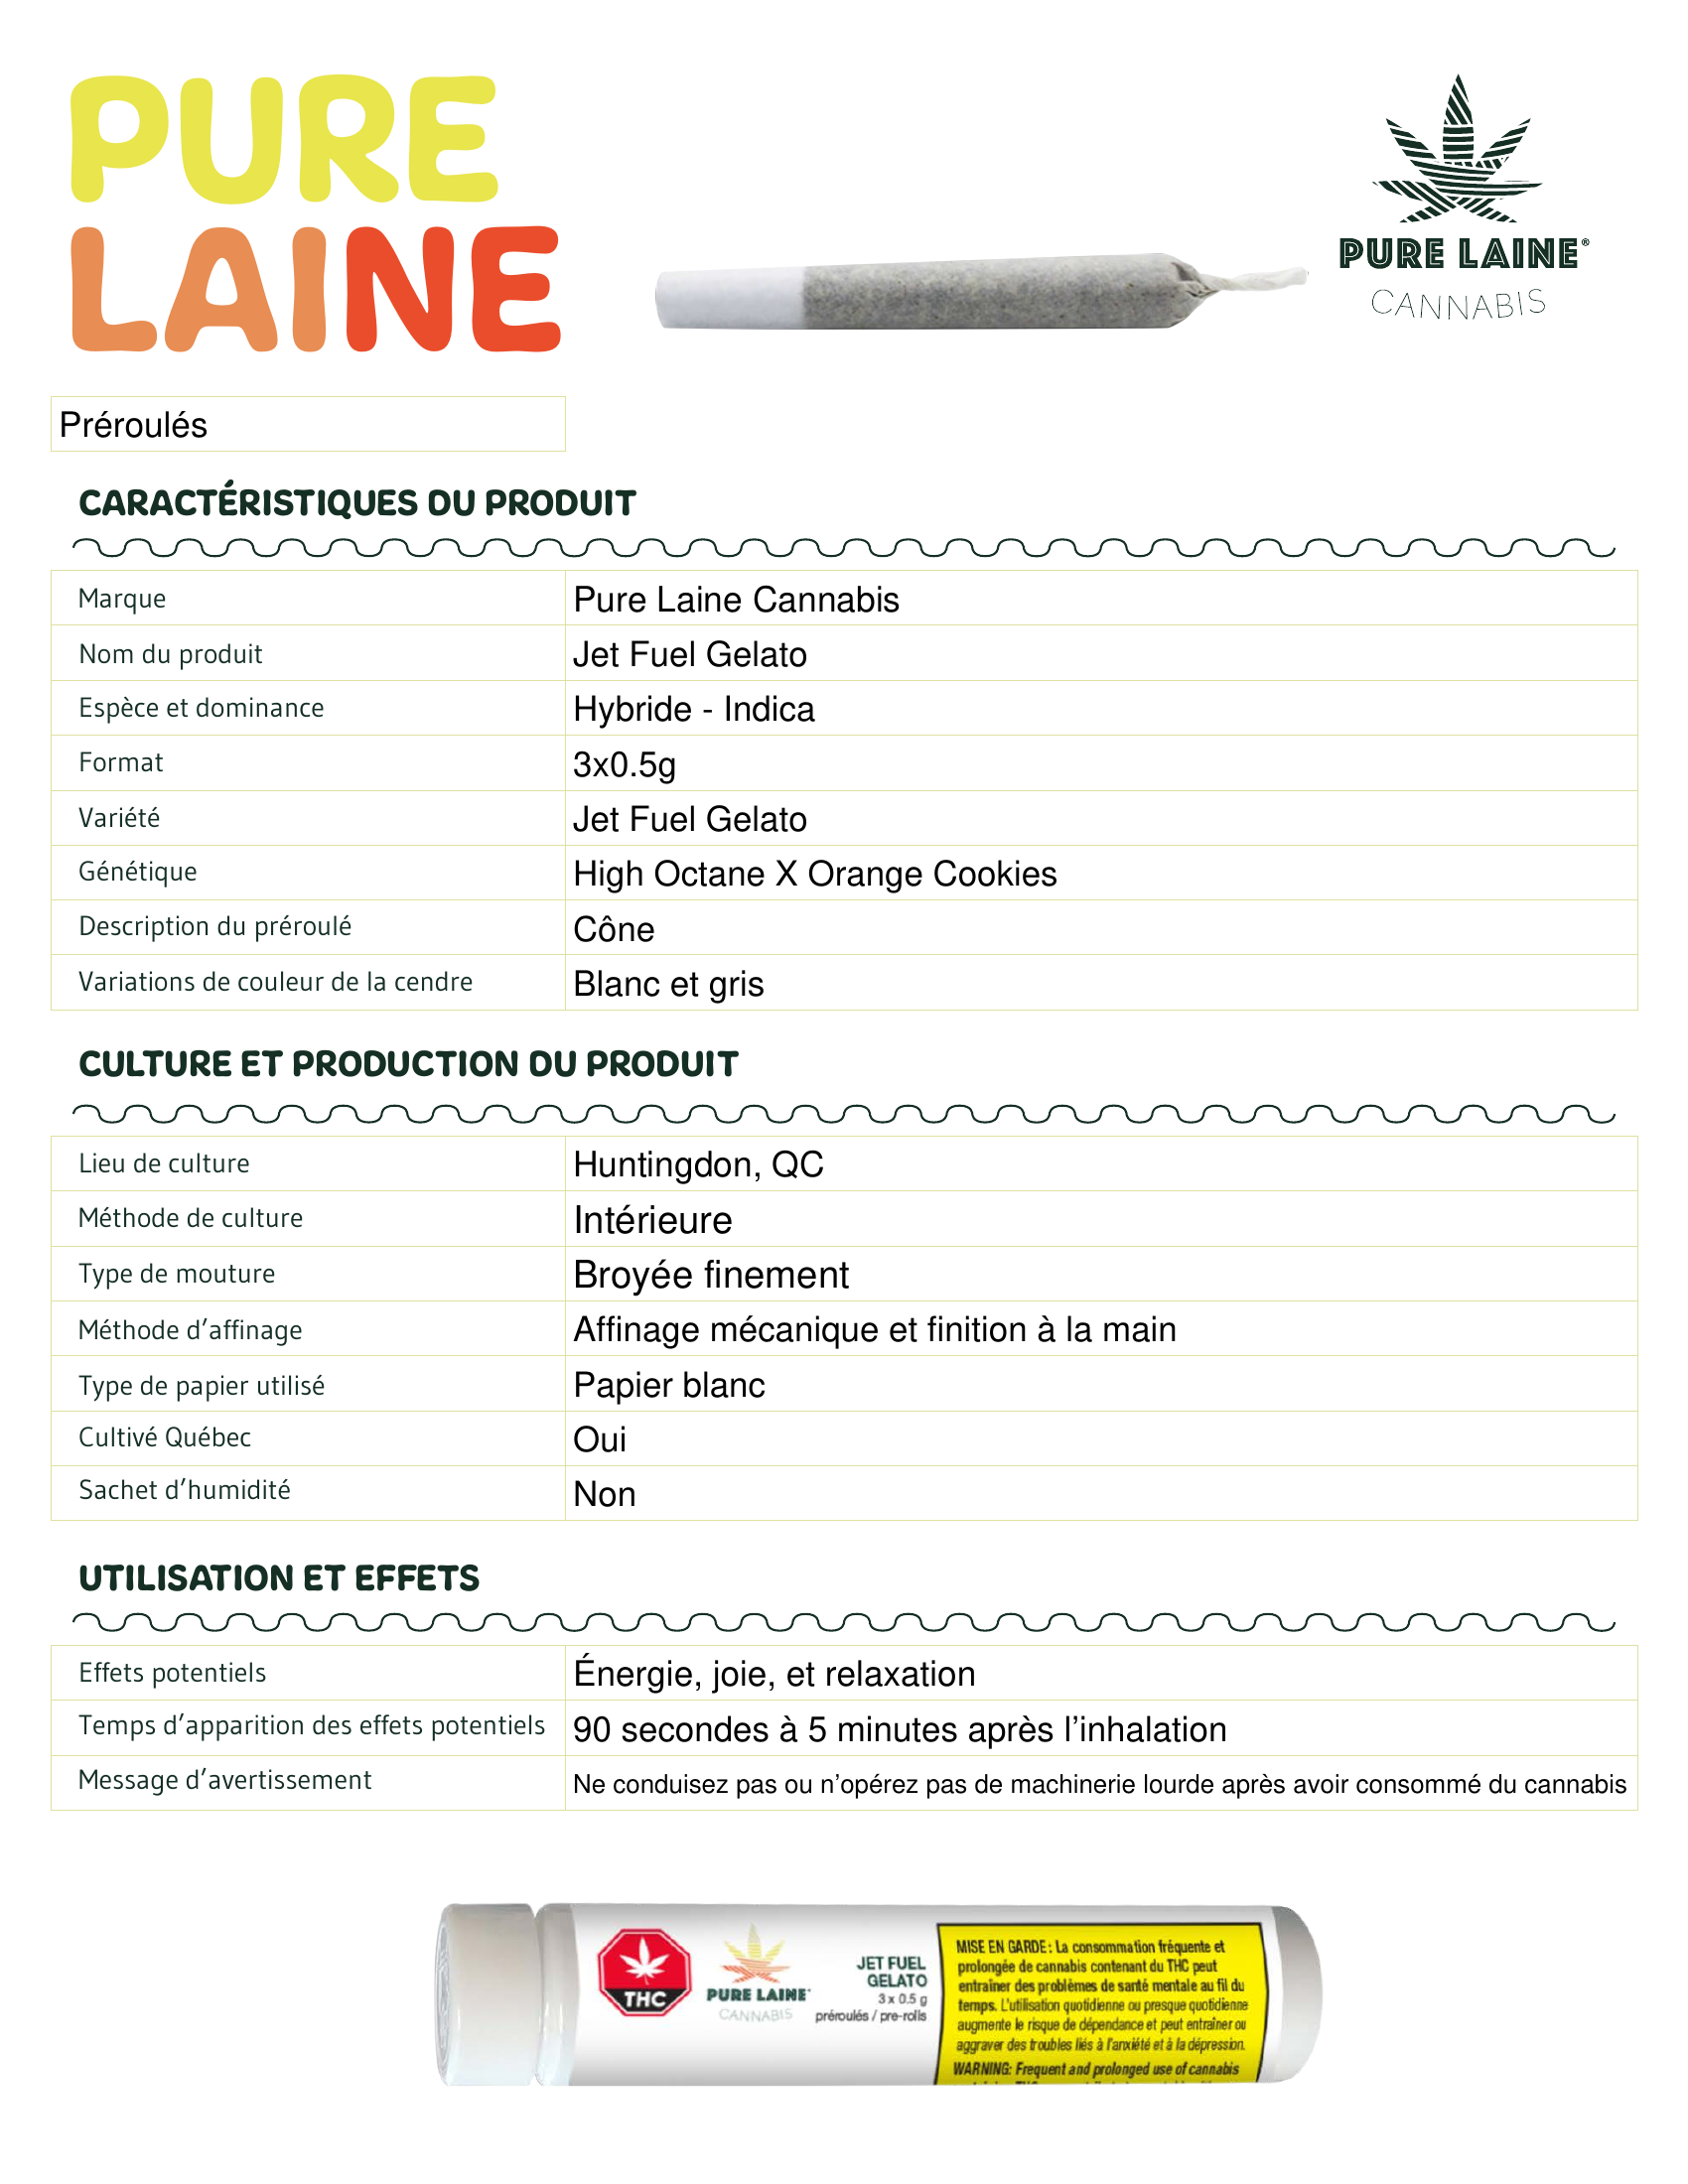 PURE
LAINE
PURE LAINE®
CANNABIS
Préroulés
CARACTÉRISTIQUES DU PRODUIT
Marque Pure Laine Cannabis
Nom du produit Jet Fuel Gelato
Espèce et dominance Hybride - Indica
Format 3x0.5g
Variété Jet Fuel Gelato
Génétique High Octane X Orange Cookies
Description du préroulé Cône
Variations de couleur de la cendre Blanc et gris
CULTURE ET PRODUCTION DU PRODUIT
Lieu de culture Huntingdon, QC
Méthode de culture Intérieure
Type de mouture Broyée finement
Méthode d’affinage Affinage mécanique et finition à la main
Type de papier utilisé Papier blanc
Cultivé Québec Oui
Sachet d’humidité Non
UTILISATION ET EFFETS
Effets potentiels Énergie, joie, et relaxation
Temps d’apparition des effets potentiels 90 secondes à 5 minutes après l’inhalation
Message d’avertissement Ne conduisez pas ou n’opérez pas de machinerie lourde après avoir consommé du cannabis
THC
PURE LAINE
CANNABIS
JET FUEL
GELATO
3 x 0.5 g
préroulés / pre-rolls
MISE EN GARDE : La consommation fréquente et
prolongée de cannabis contenant du THC peut
entraîner des problèmes de santé mentale au fil du
temps. L'utilisation quotidienne ou presque quotidienne
augmente le risque de dépendance et peut entraîner ou
aggraver des troubles liés à l'anxiété et à la dépression.
WARNING: Frequent and prolonged use of cannabis